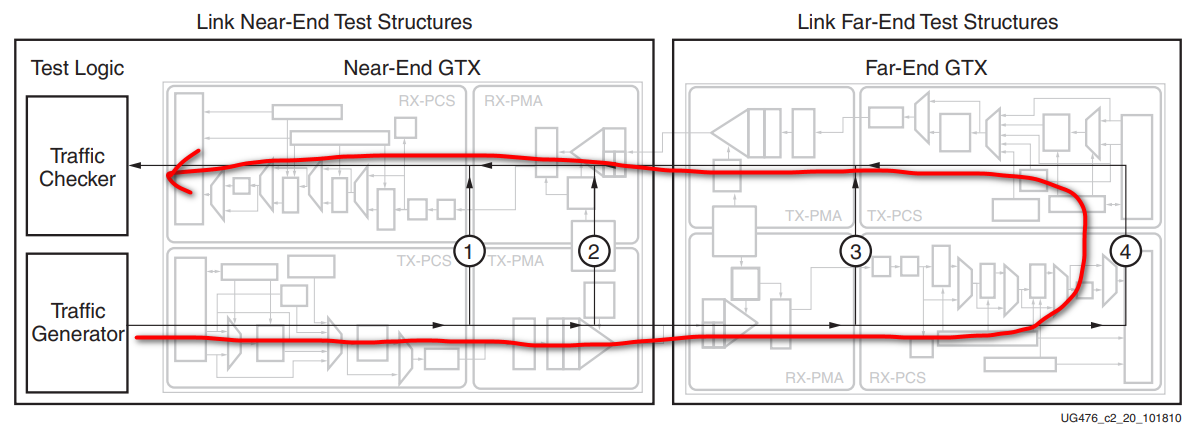 Link Near-End Test Structures
Link Far-End Test Structures
Test Logic
Near-End GTX
Far-End GTX
RX-PCS
RX-PMA
Traffic
Checker
TX-PMA
TX-PCS
1
2
3
4
TX-PCS
TX-PMA
Traffic
Generator
RX-PMA
RX-PCS
UG476_c2_20_101810